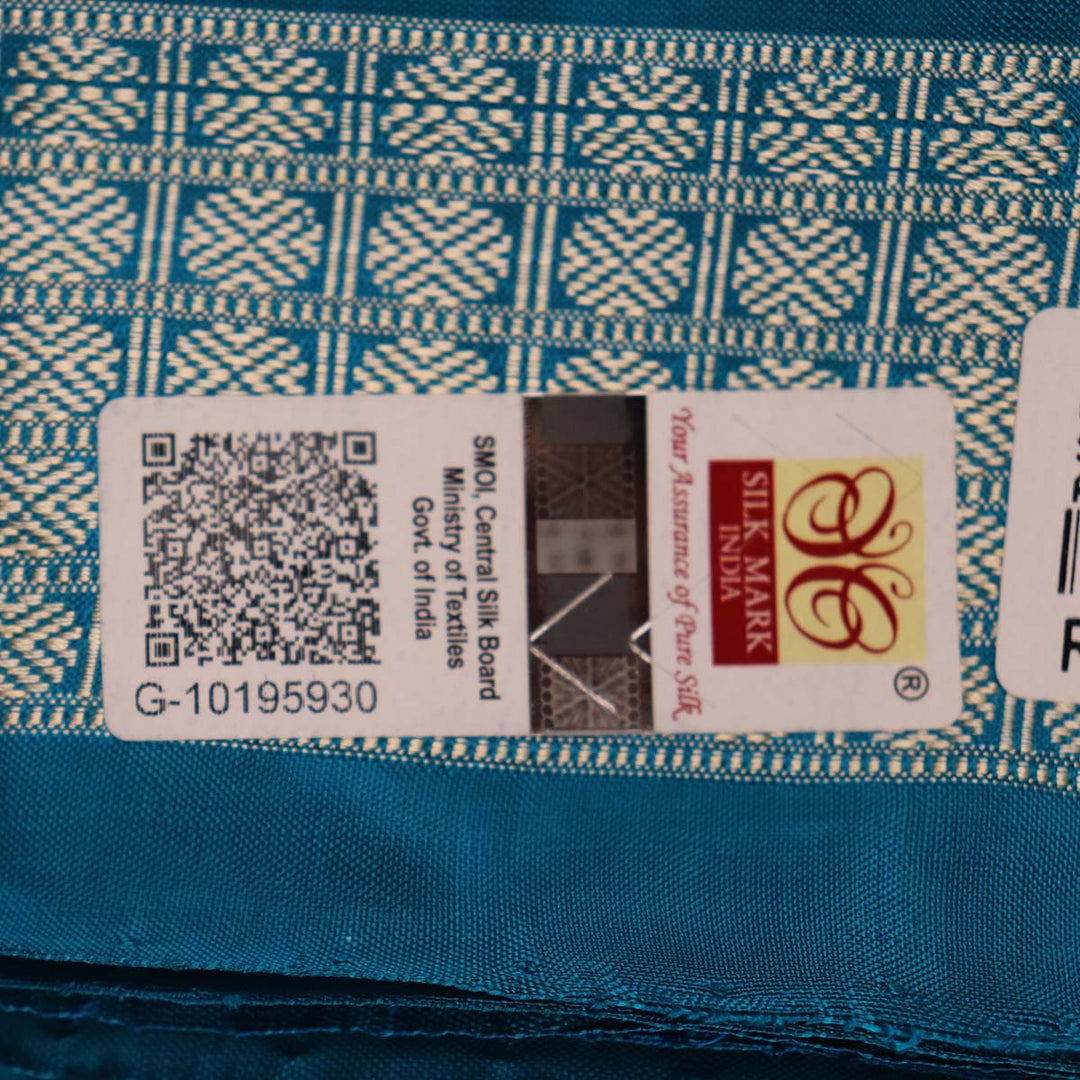 G-10195930
SMOI, Central Silk Board
Ministry of Textiles
Govt. of India
Your Assurance of Pure Silk
SILK MARK
INDIA
®
R